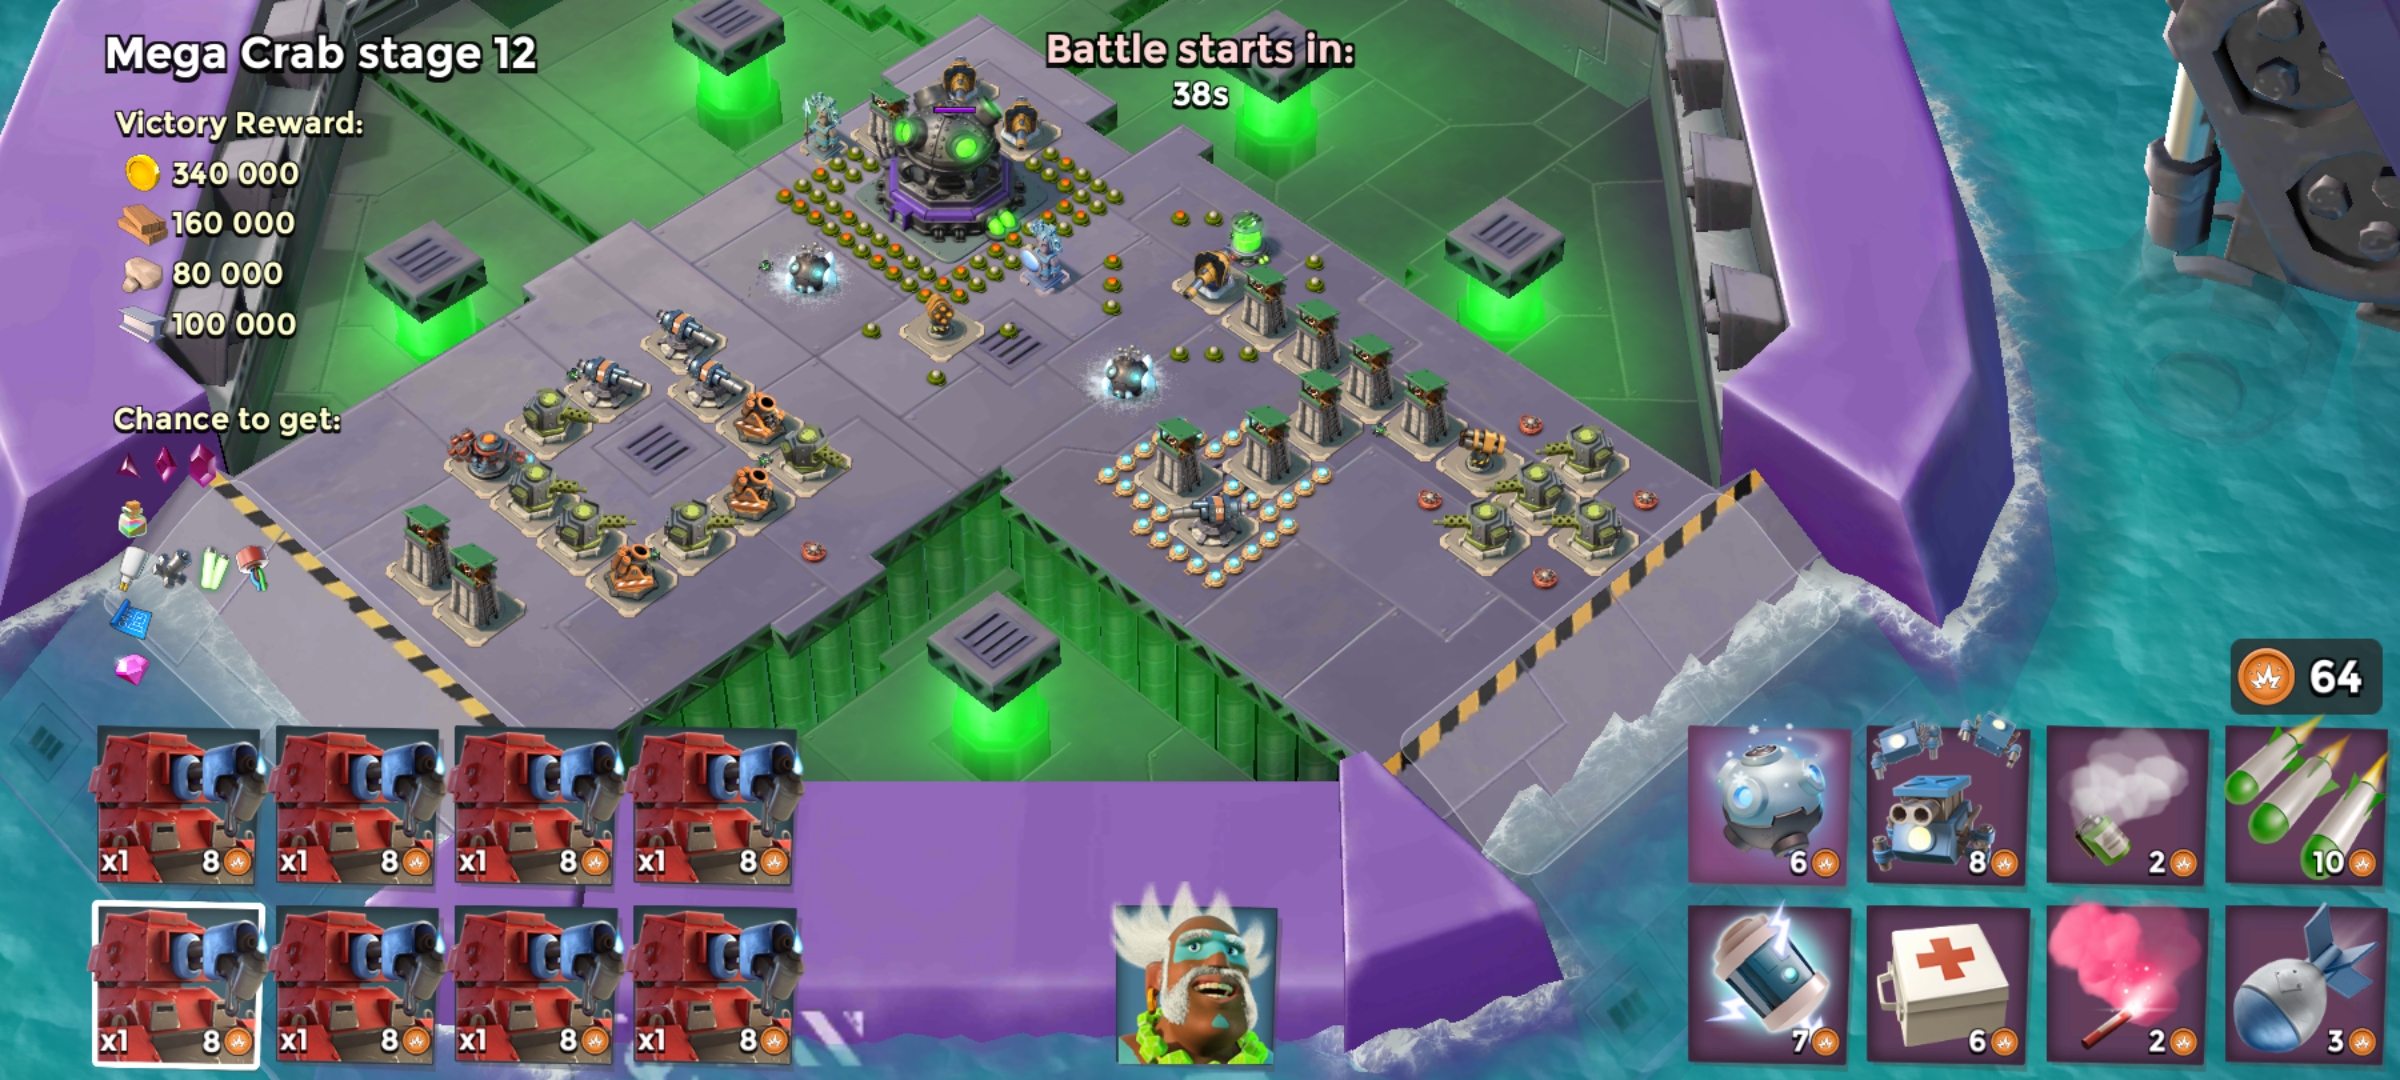 Mega Crab stage 12
Battle starts in:
38s
Victory Reward:
340 000
160 000
80 000
100 000
Chance to get:
64
x1 8
x1 8
x1 8
x1 8
6
8
2
10
x1 8
x1 8
x1 8
x1 8
7
6
2
3